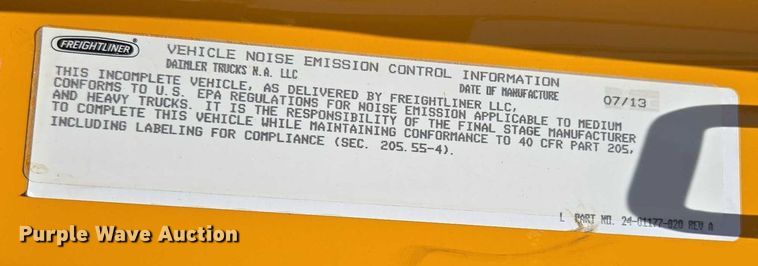 FREIGHTLINER
VEHICLE NOISE EMISSION CONTROL INFORMATION
DAIMLER TRUCKS N.A. LLC
DATE OF MANUFACTURE 07/13
THIS INCOMPLETE VEHICLE, AS DELIVERED BY FREIGHTLINER LLC,
CONFORMS TO U.S. EPA REGULATIONS FOR NOISE EMISSION APPLICABLE TO MEDIUM
AND HEAVY TRUCKS. IT IS THE RESPONSIBILITY OF THE FINAL STAGE MANUFACTURER
TO COMPLETE THIS VEHICLE WHILE MAINTAINING CONFORMANCE TO 40 CFR PART 205,
INCLUDING LABELING FOR COMPLIANCE (SEC. 205.55-4).
L PART NO. 24-01177-020 REV A
Purple Wave Auction